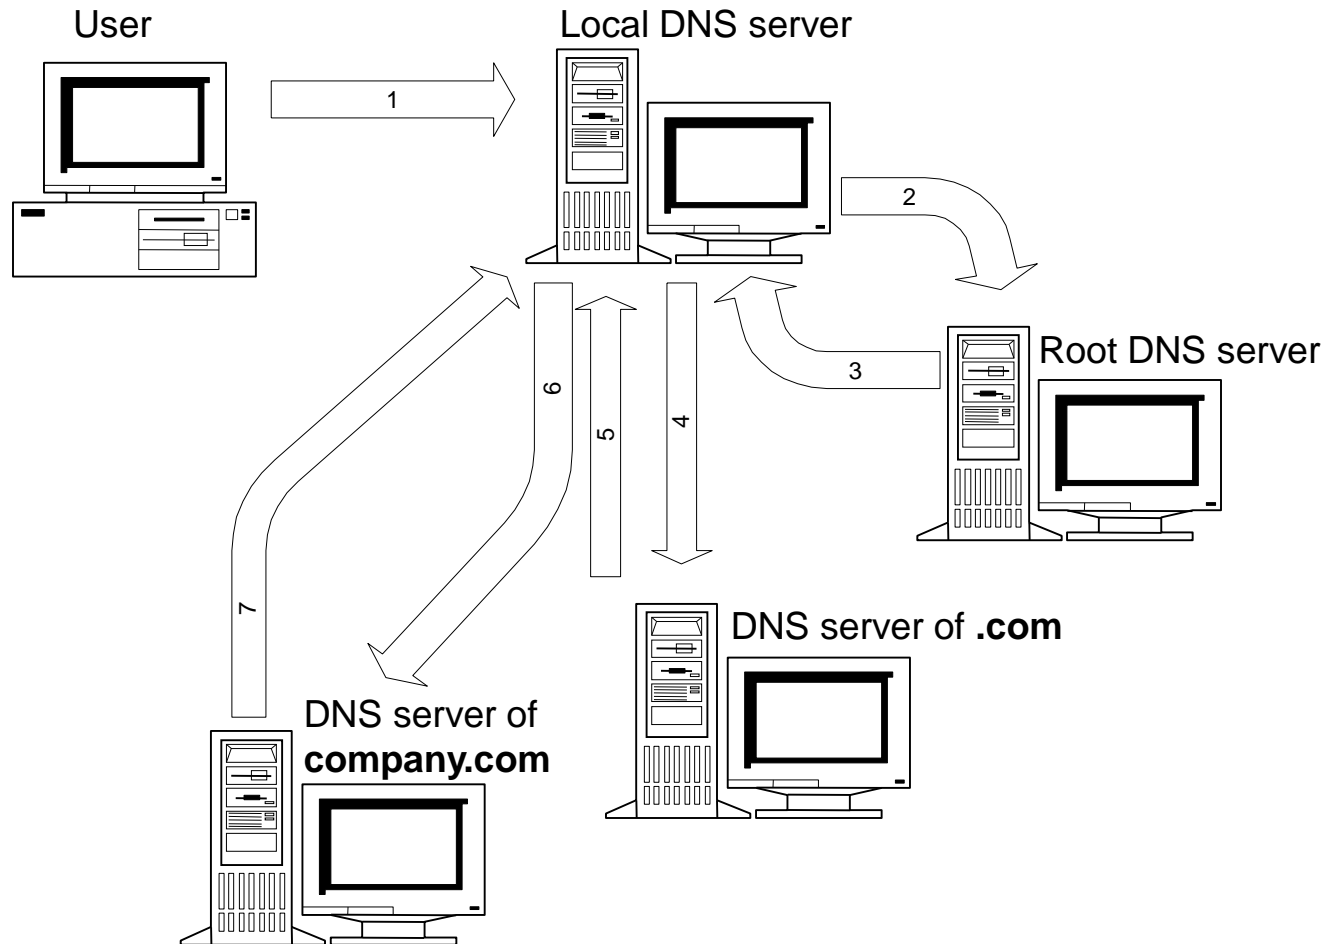 User
Local DNS server
1
2
Root DNS server
3
6
5
4
7
DNS server of .com
DNS server of
company.com